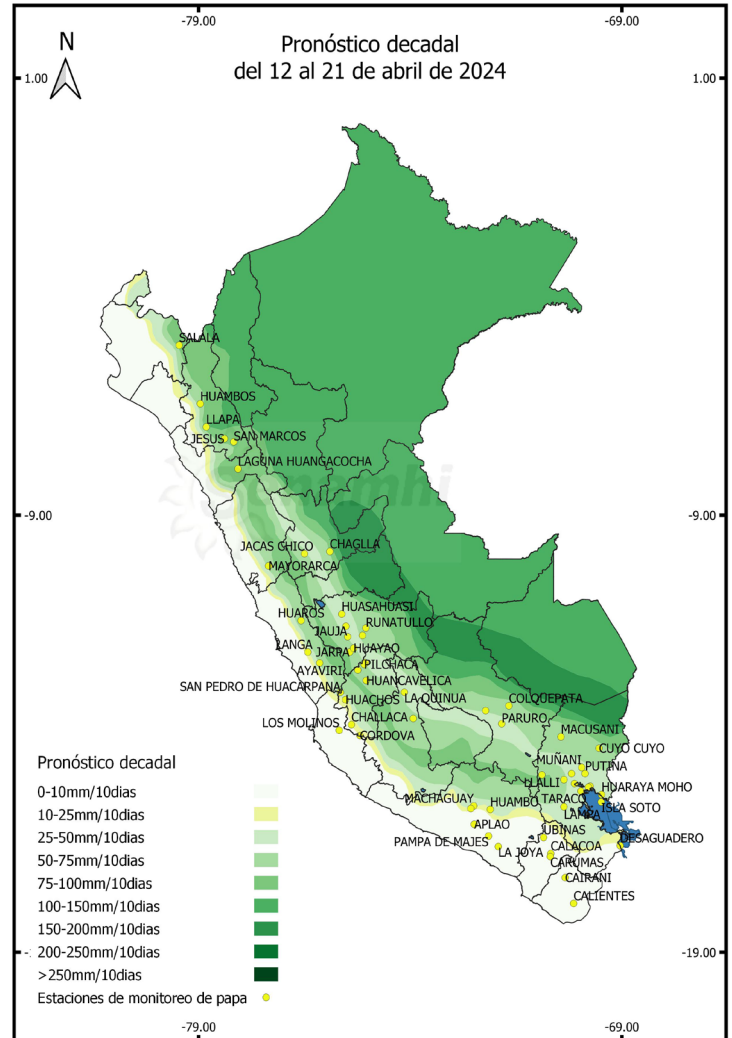 -79.00
-69.00
N
Pronóstico decadal
del 12 al 21 de abril de 2024
1.00
1.00
SALALA
HUAMBOS
LLAPA
JESUS
SAN MARCOS
LAGUNA HUANGACOCHA
Senamhi
-9.00
-9.00
JACAS CHICO
CHAGLLA
MAYORARCA
HUASAHUASI
HUAROS
RUNATULLO
JAUJA
LANGA
JARPA
HUAYAO
AYAVIRI
PILCHACA
HUANCAVELICA
SAN PEDRO DE HUACARPANA
LA QUINUA
HUACHOS
COLQUEPATA
LOS MOLINOS
CHALLACA
PARURO
CORDOVA
MACUSANI
CUYO CUYO
MUÑANI
PUTINA
LLALLI
HUARAYA MOHO
MACHAGUAY
HUAMBO
TARACO
ISLA SOTO
LAMPA
APLAO
UBINAS
DESAGUADERO
PAMPA DE MAJES
LA JOYA
CALACOA
CARUMAS
CAIRANI
CALIENTES
Pronóstico decadal
0-10mm/10dias
10-25mm/10dias
25-50mm/10dias
50-75mm/10dias
75-100mm/10dias
100-150mm/10dias
150-200mm/10dias
200-250mm/10dias
>250mm/10dias
Estaciones de monitoreo de papa
-19.00
-79.00
-69.00